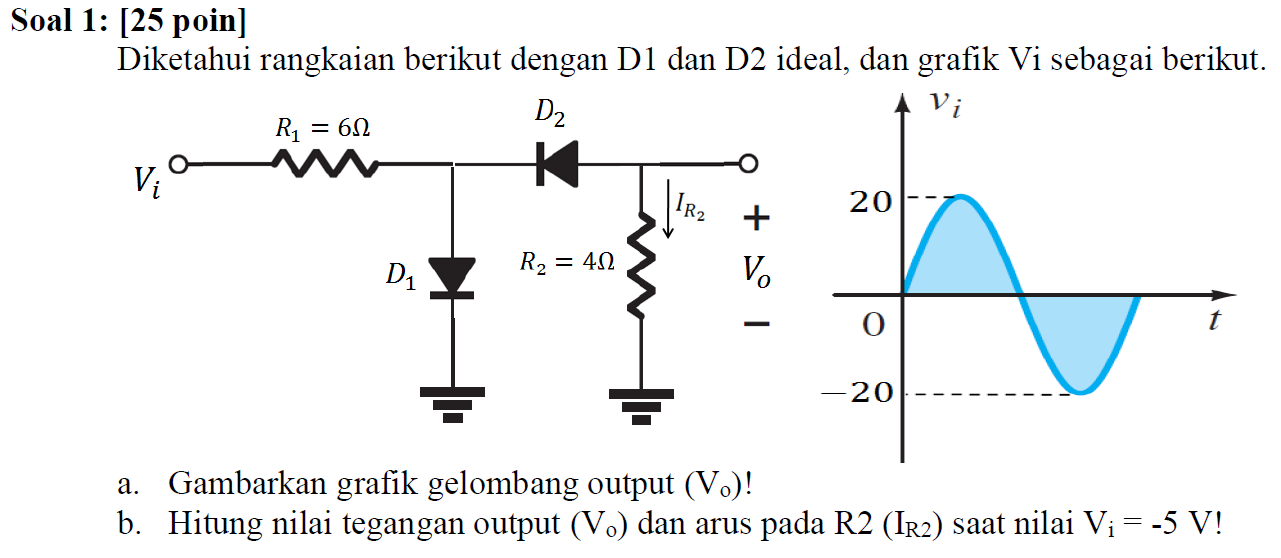 Soal 1: [25 poin]
Diketahui rangkaian berikut dengan D1 dan D2 ideal, dan grafik Vi sebagai berikut.
R₁ = 6Ω
D₂
Vᵢ
D₁
R₂ = 4Ω
I_R₂
+
Vₒ
−
vᵢ
20
0
t
−20
a. Gambarkan grafik gelombang output (Vₒ)!
b. Hitung nilai tegangan output (Vₒ) dan arus pada R2 (I_R2) saat nilai Vᵢ = -5 V!